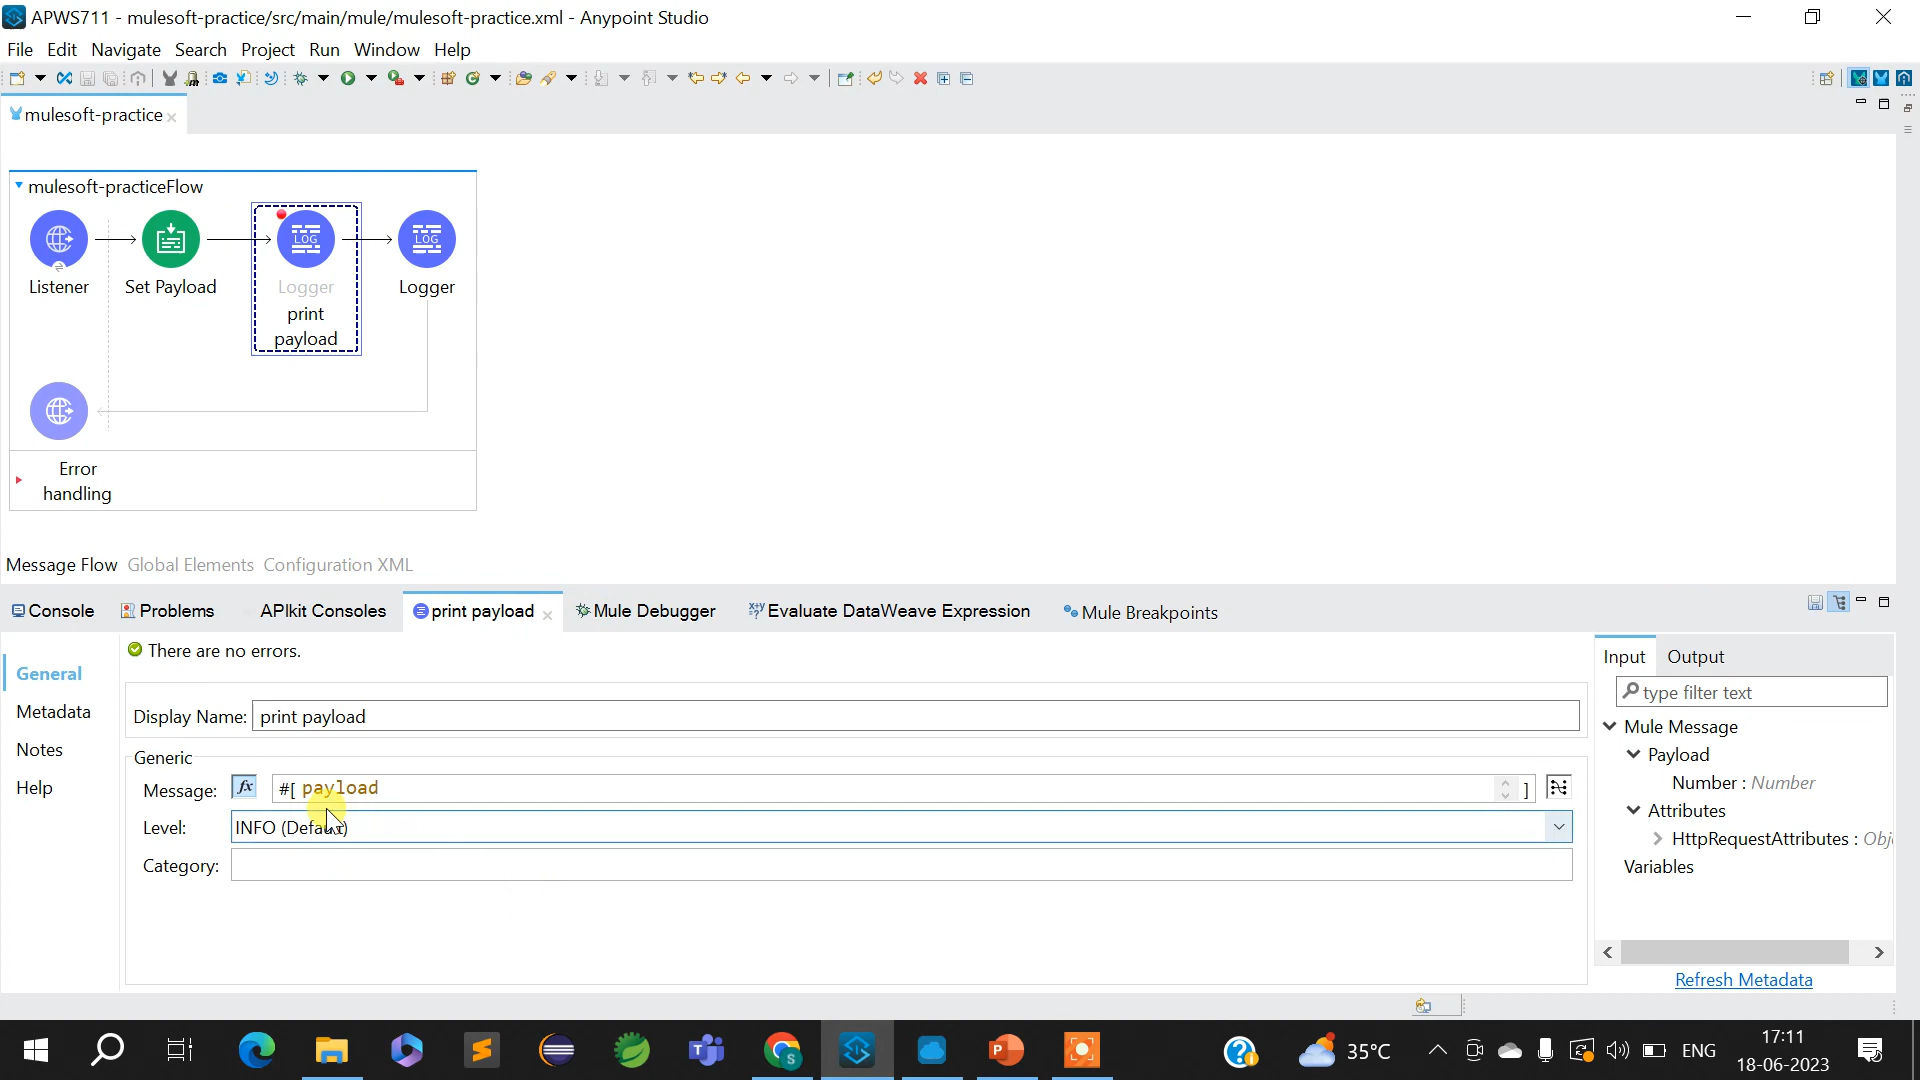 APWS711 - mulesoft-practice/src/main/mule/mulesoft-practice.xml - Anypoint Studio
File Edit Navigate Search Project Run Window Help
mulesoft-practice
mulesoft-practiceFlow
LOG
LOG
Listener
Set Payload
Logger
Logger
print
payload
Error
handling
Message Flow Global Elements Configuration XML
Console Problems APIkit Consoles print payload Mule Debugger Evaluate DataWeave Expression Mule Breakpoints
There are no errors.
General
Metadata
Notes
Help
Display Name: print payload
Generic
Message: fx #[ payload ]
Level: INFO (Default)
Category:
Input Output
type filter text
Mule Message
Payload
Number : Number
Attributes
HttpRequestAttributes : Obj
Variables
Refresh Metadata
35°C
ENG
17:11
18-06-2023